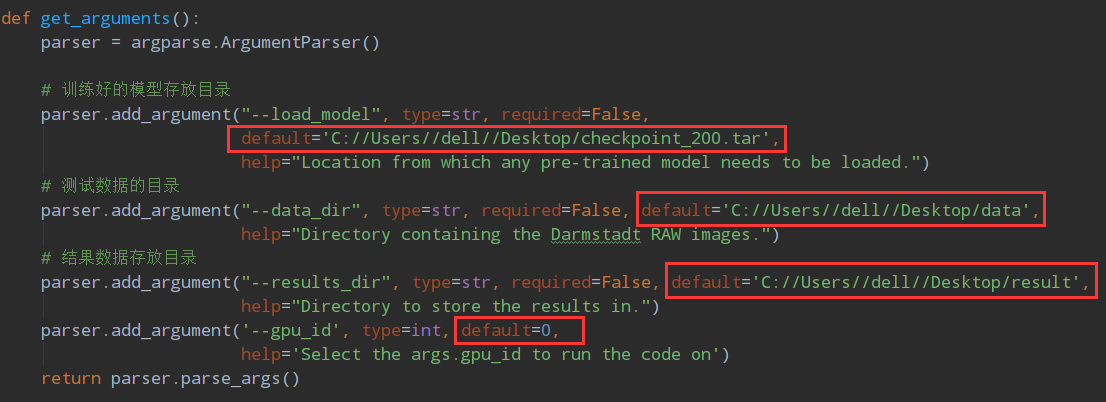 def get_arguments():
    parser = argparse.ArgumentParser()
    # 训练好的模型存放目录
    parser.add_argument("--load_model", type=str, required=False,
                        default='C://Users//dell//Desktop/checkpoint_200.tar',
                        help="Location from which any pre-trained model needs to be loaded.")
    # 测试数据的目录
    parser.add_argument("--data_dir", type=str, required=False, default='C://Users//dell//Desktop/data',
                        help="Directory containing the Darmstadt RAW images.")
    # 结果数据存放目录
    parser.add_argument("--results_dir", type=str, required=False, default='C://Users//dell//Desktop/result',
                        help="Directory to store the results in.")
    parser.add_argument('--gpu_id', type=int, default=0,
                        help='Select the args.gpu_id to run the code on')
    return parser.parse_args()